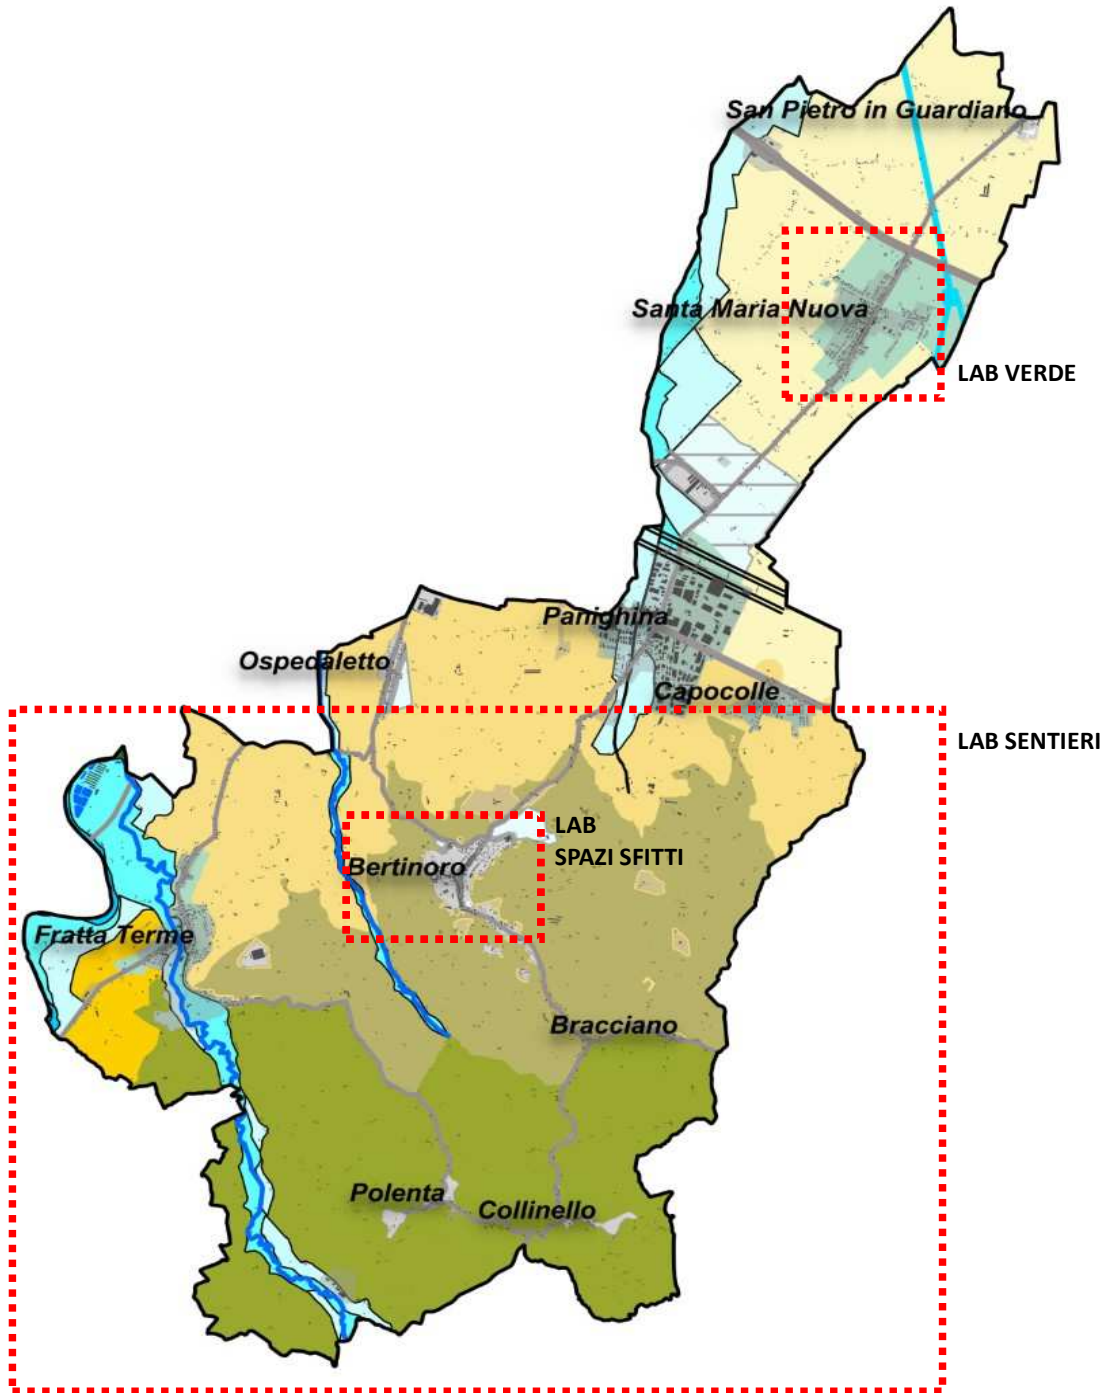 San Pietro in Guardiano
Santa Maria Nuova
LAB VERDE
Panighina
Ospedaletto
Capocolle
LAB SENTIERI
LAB
SPAZI SFITTI
Bertinoro
Fratta Terme
Bracciano
Polenta
Collinello